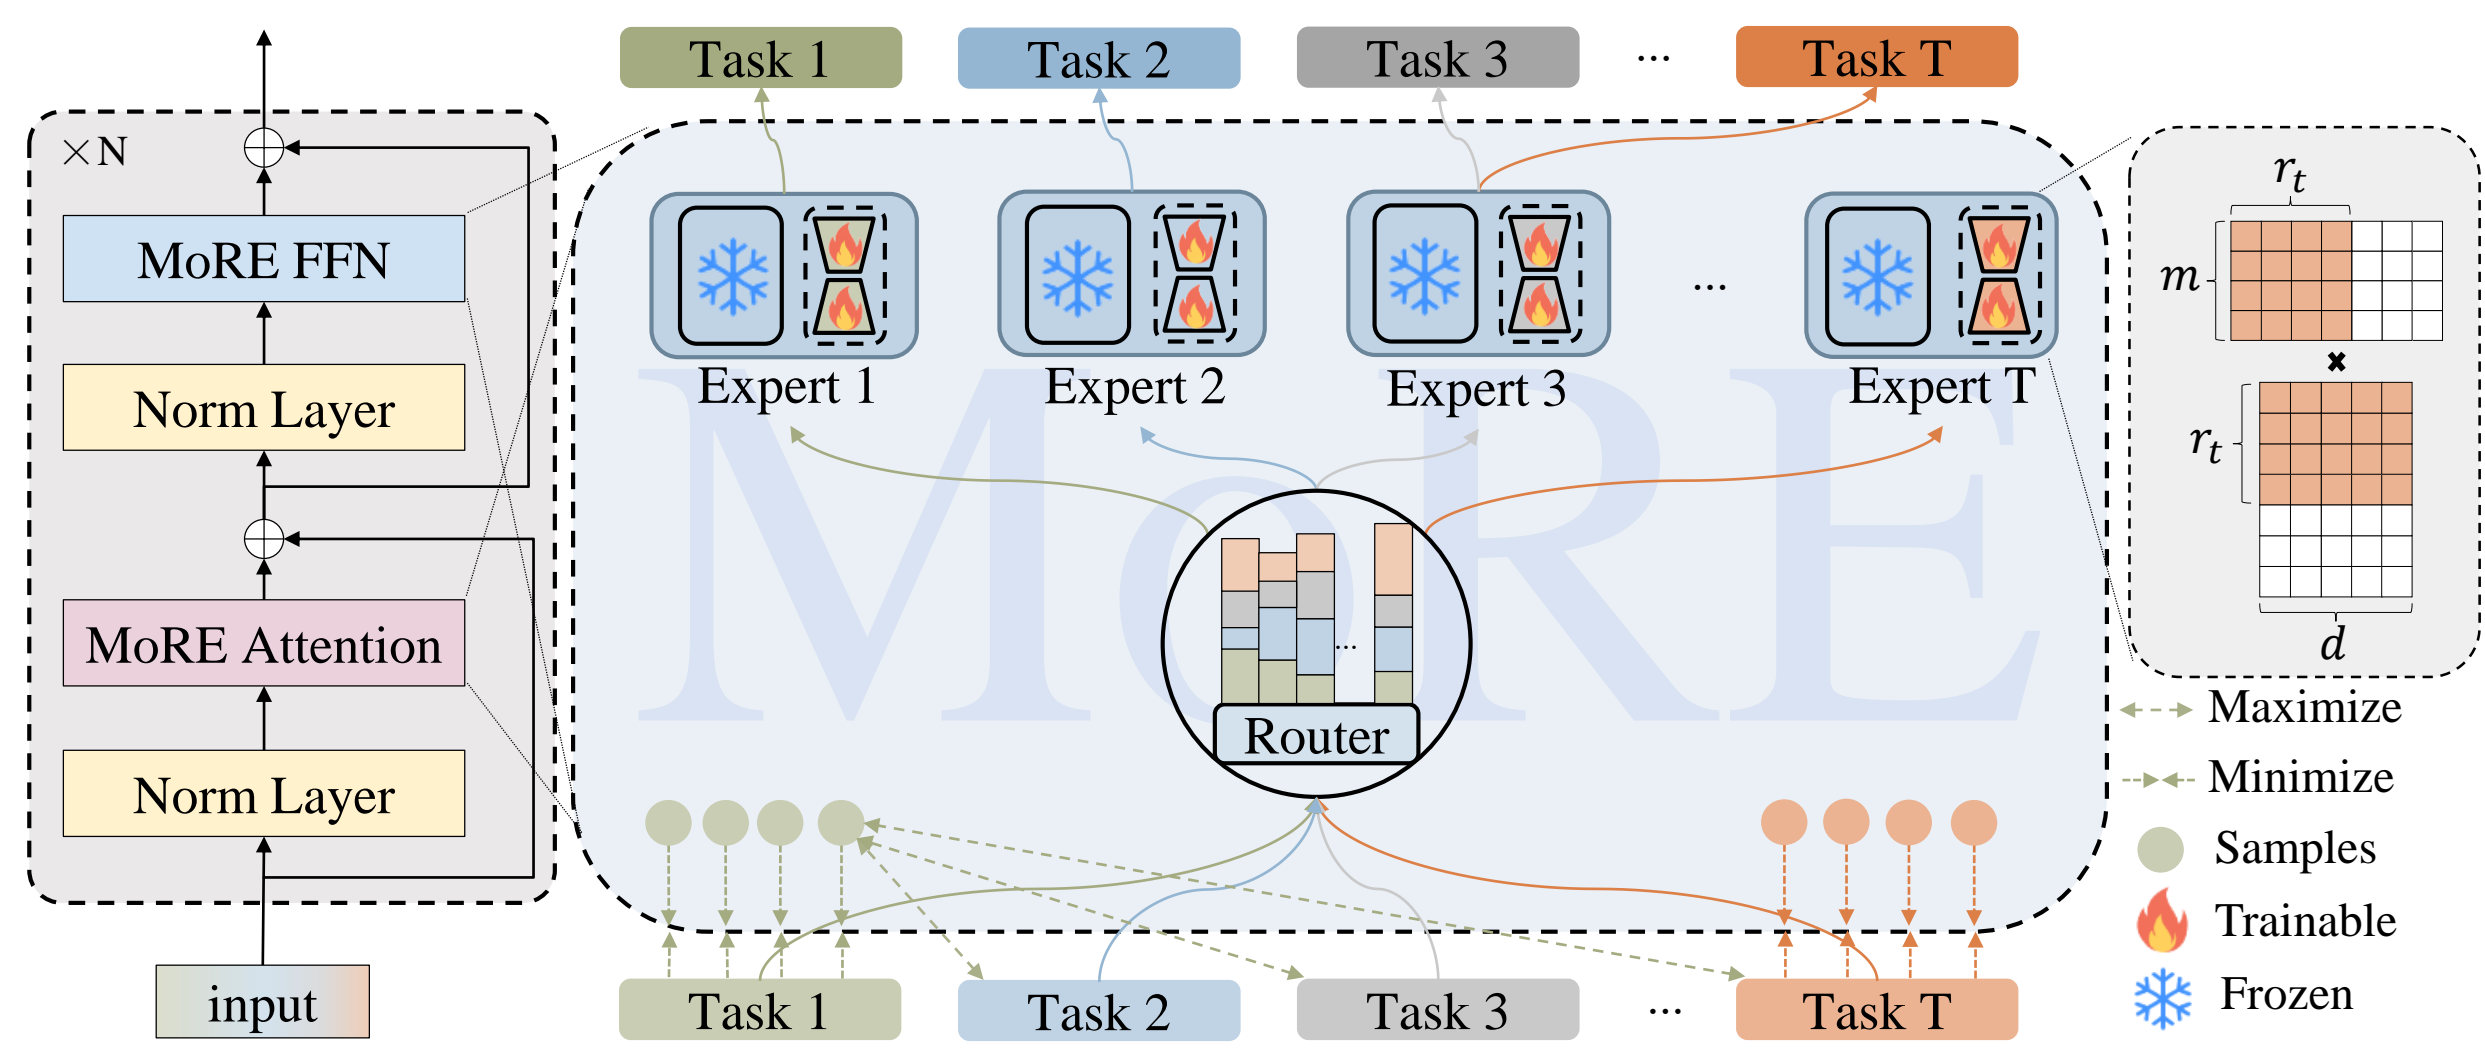 Task 1
Task 2
Task 3
...
Task T
×N
MoRE FFN
Norm Layer
MoRE Attention
Norm Layer
input
Expert 1
Expert 2
Expert 3
...
Expert T
MoRE
...
Router
Task 1
Task 2
Task 3
...
Task T
r_t
m
×
r_t
d
Maximize
Minimize
Samples
Trainable
Frozen